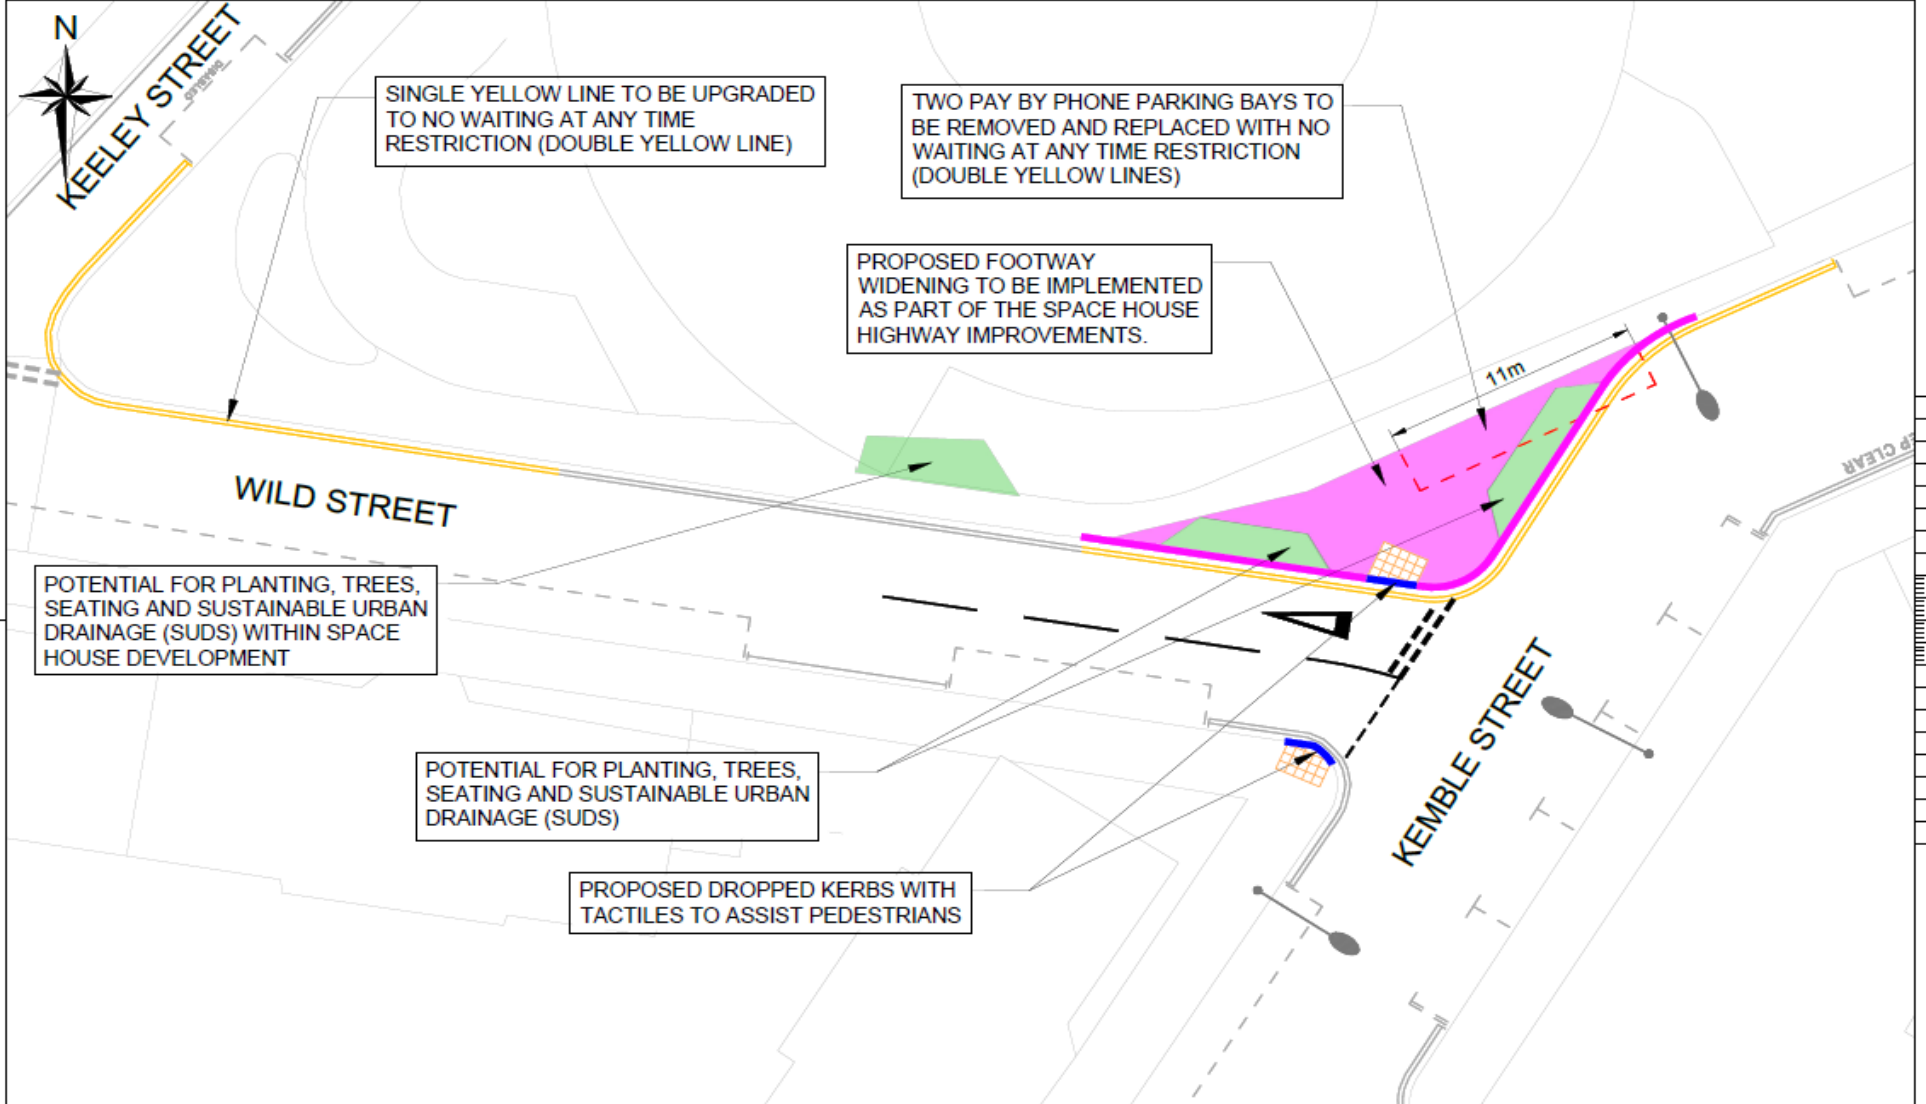 N
KEELEY STREET
DISABLED
SINGLE YELLOW LINE TO BE UPGRADED
TO NO WAITING AT ANY TIME
RESTRICTION (DOUBLE YELLOW LINE)
TWO PAY BY PHONE PARKING BAYS TO
BE REMOVED AND REPLACED WITH NO
WAITING AT ANY TIME RESTRICTION
(DOUBLE YELLOW LINES)
PROPOSED FOOTWAY
WIDENING TO BE IMPLEMENTED
AS PART OF THE SPACE HOUSE
HIGHWAY IMPROVEMENTS.
11m
EP CLEAR
WILD STREET
POTENTIAL FOR PLANTING, TREES,
SEATING AND SUSTAINABLE URBAN
DRAINAGE (SUDS) WITHIN SPACE
HOUSE DEVELOPMENT
KEMBLE STREET
POTENTIAL FOR PLANTING, TREES,
SEATING AND SUSTAINABLE URBAN
DRAINAGE (SUDS)
PROPOSED DROPPED KERBS WITH
TACTILES TO ASSIST PEDESTRIANS